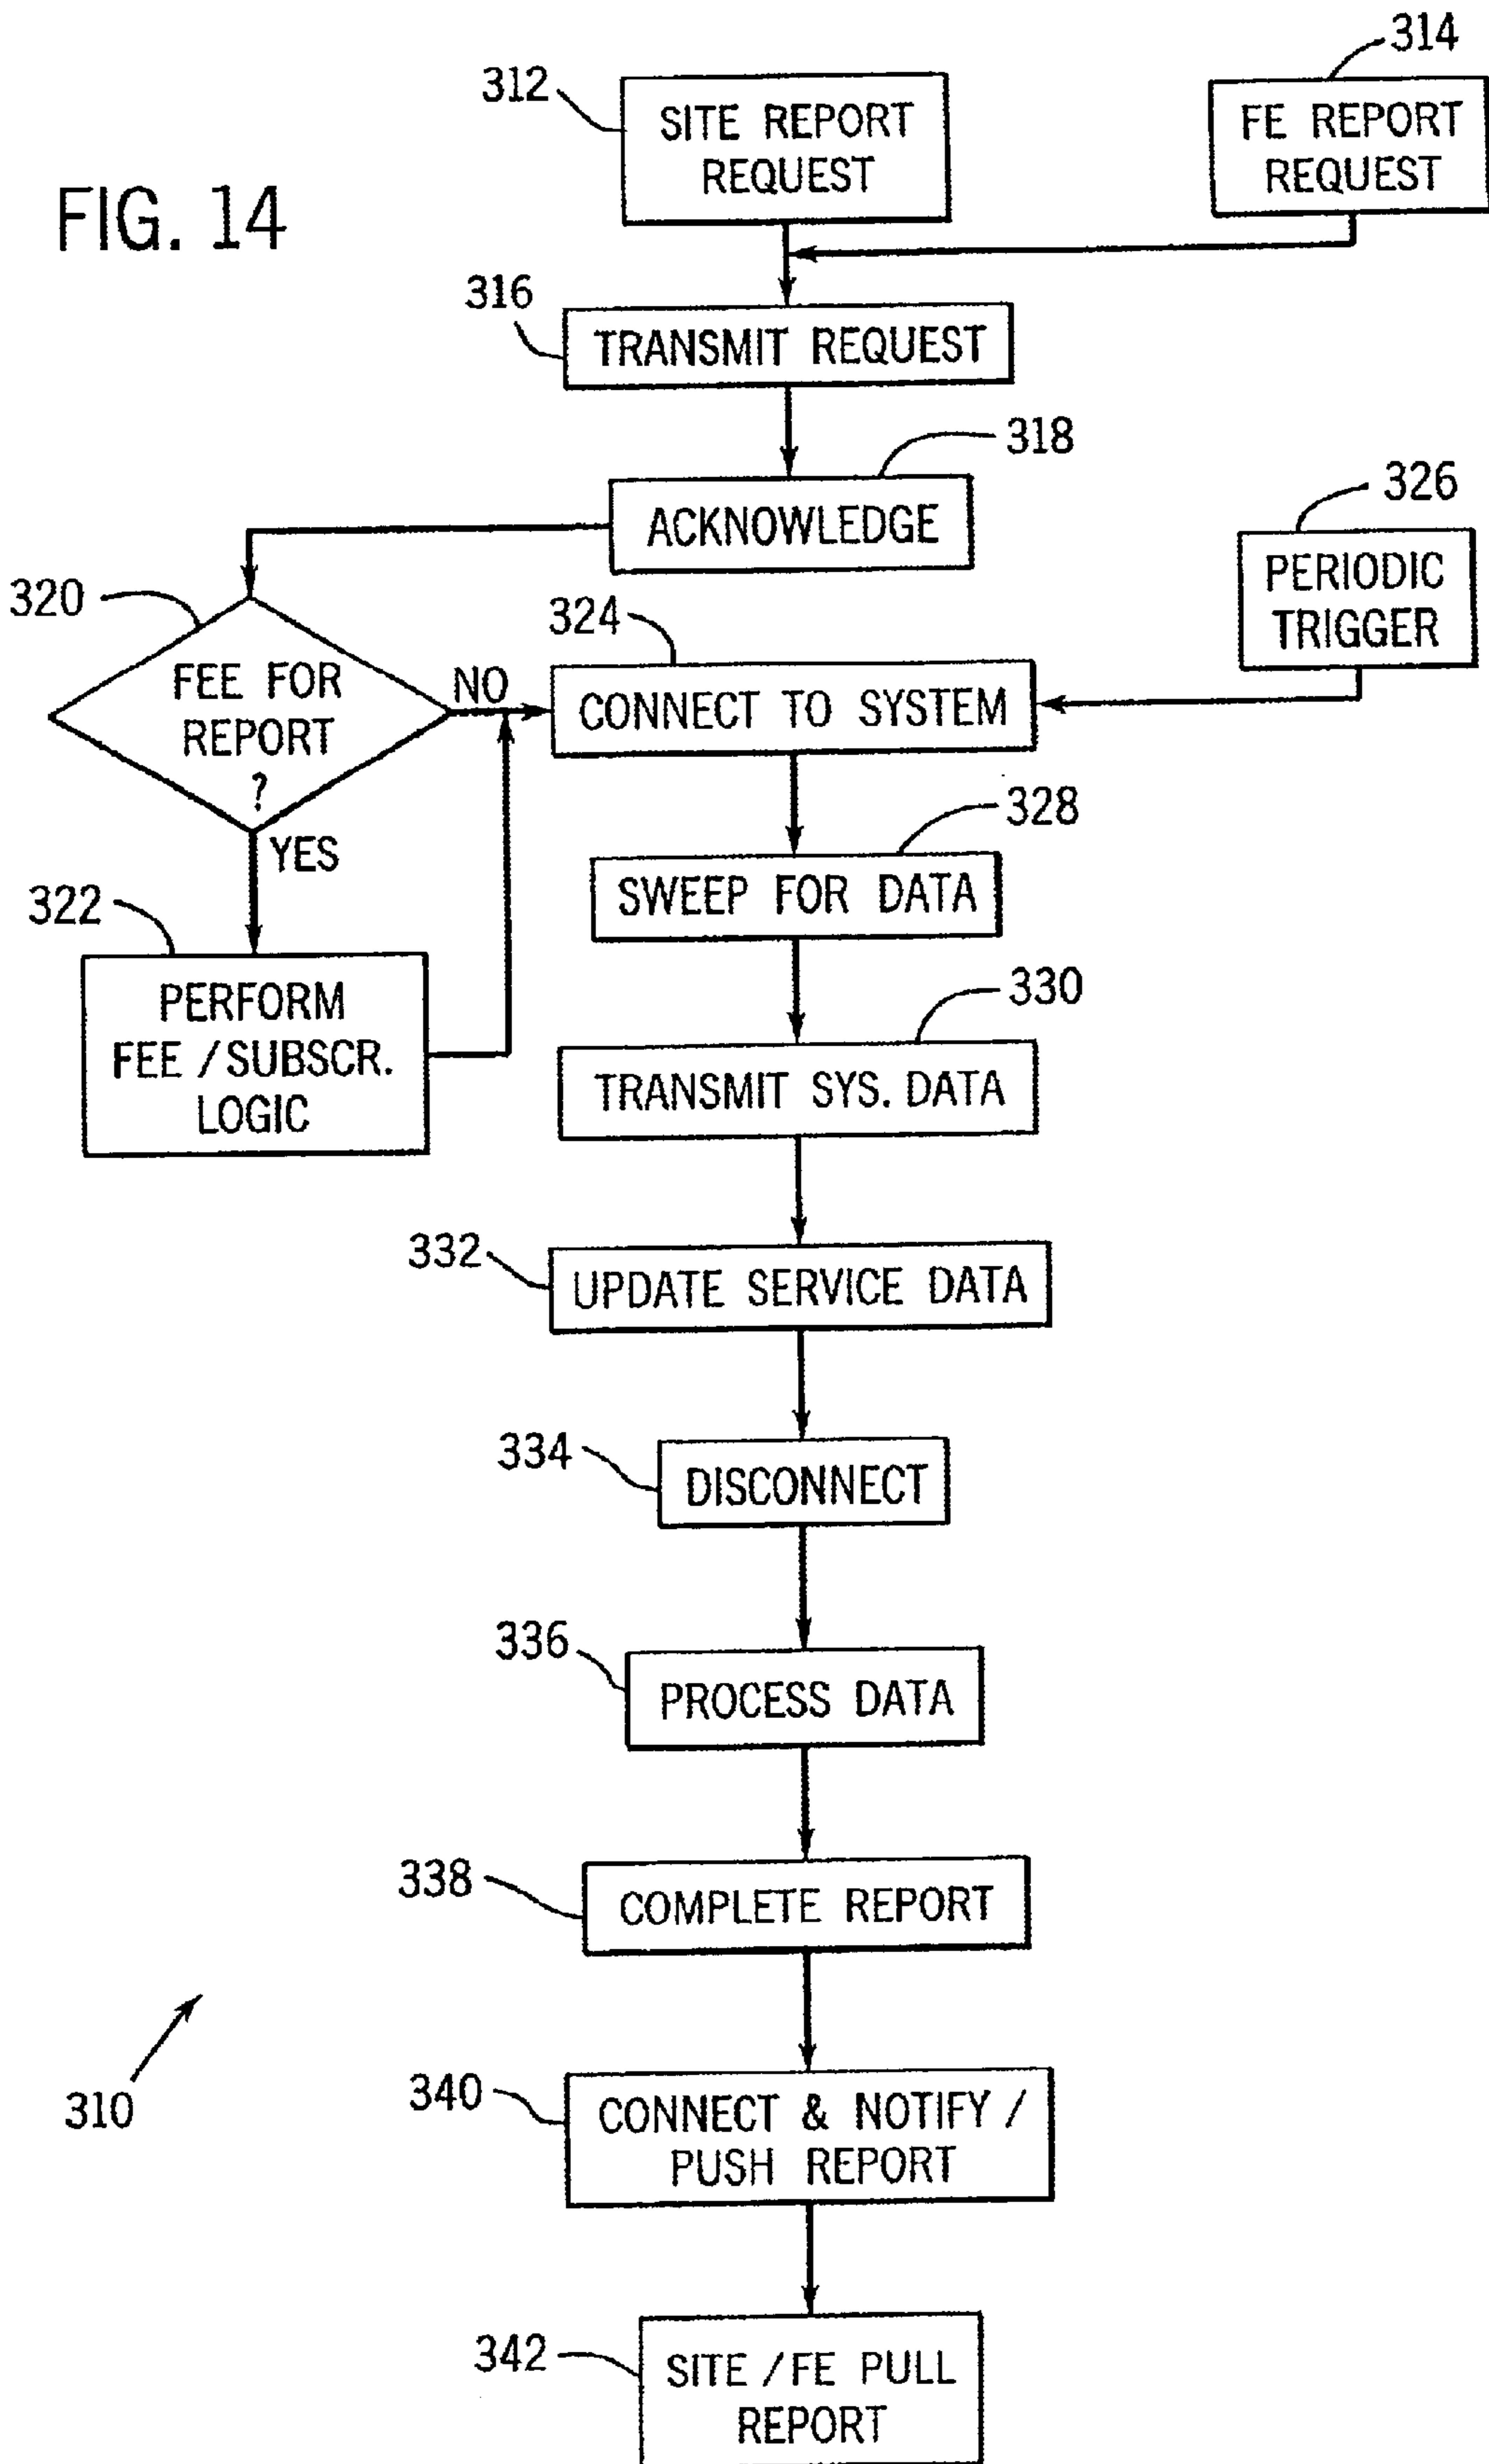 FIG. 14
312
SITE REPORT
REQUEST
314
FE REPORT
REQUEST
316
TRANSMIT REQUEST
318
ACKNOWLEDGE
320
FEE FOR
REPORT
?
NO
YES
322
PERFORM
FEE / SUBSCR.
LOGIC
324
CONNECT TO SYSTEM
326
PERIODIC
TRIGGER
328
SWEEP FOR DATA
330
TRANSMIT SYS. DATA
332
UPDATE SERVICE DATA
334
DISCONNECT
336
PROCESS DATA
338
COMPLETE REPORT
310
340
CONNECT & NOTIFY /
PUSH REPORT
342
SITE / FE PULL
REPORT